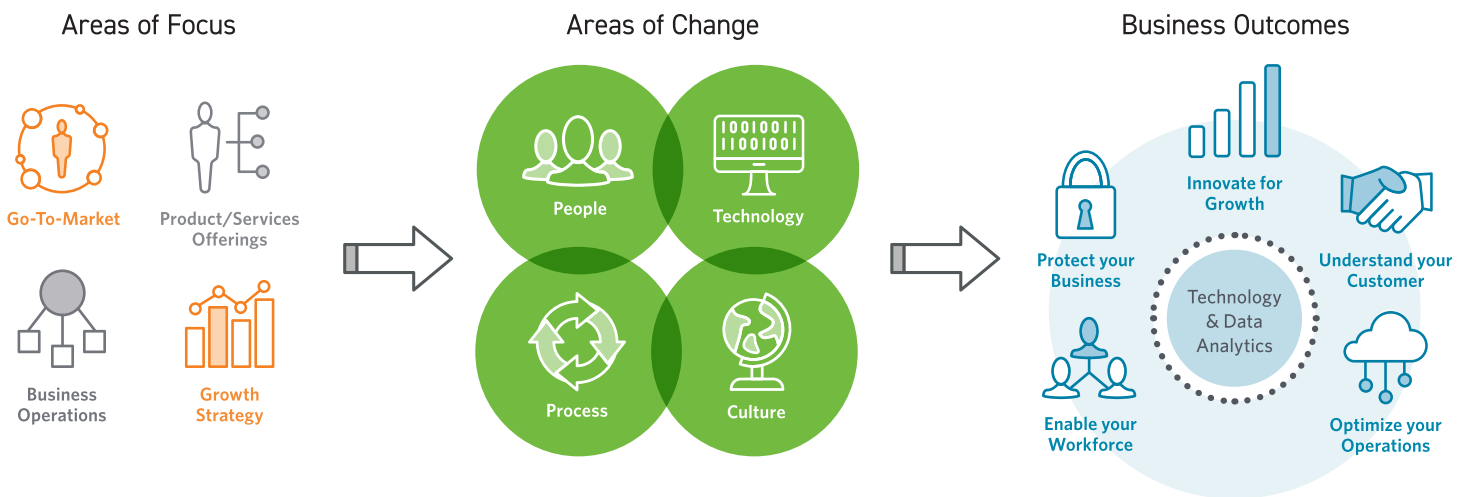 Areas of Focus
Go-To-Market
Product/Services
Offerings
Business
Operations
Growth
Strategy
Areas of Change
People
10010011
11001001
Technology
Process
Culture
Business Outcomes
Innovate for
Growth
Protect your
Business
Understand your
Customer
Technology
& Data
Analytics
Enable your
Workforce
Optimize your
Operations